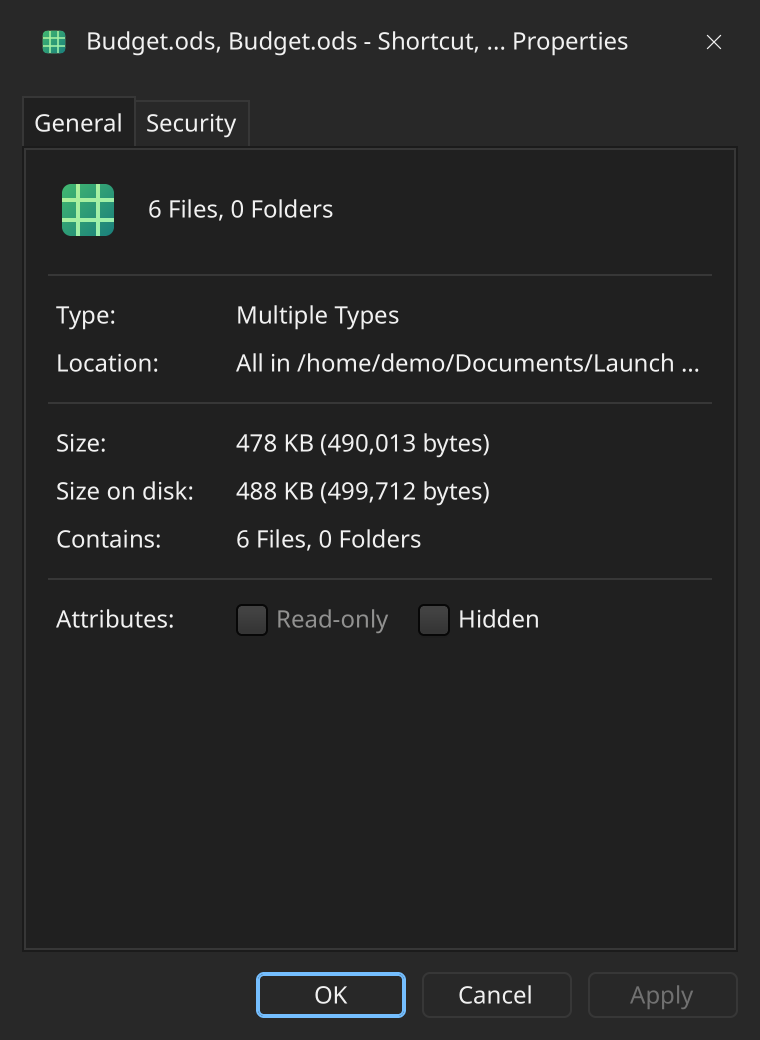 Budget.ods, Budget.ods - Shortcut, ... Properties
General Security
6 Files, 0 Folders
Type: Multiple Types
Location: All in /home/demo/Documents/Launch ...
Size: 478 KB (490,013 bytes)
Size on disk: 488 KB (499,712 bytes)
Contains: 6 Files, 0 Folders
Attributes: Read-only Hidden
OK Cancel Apply